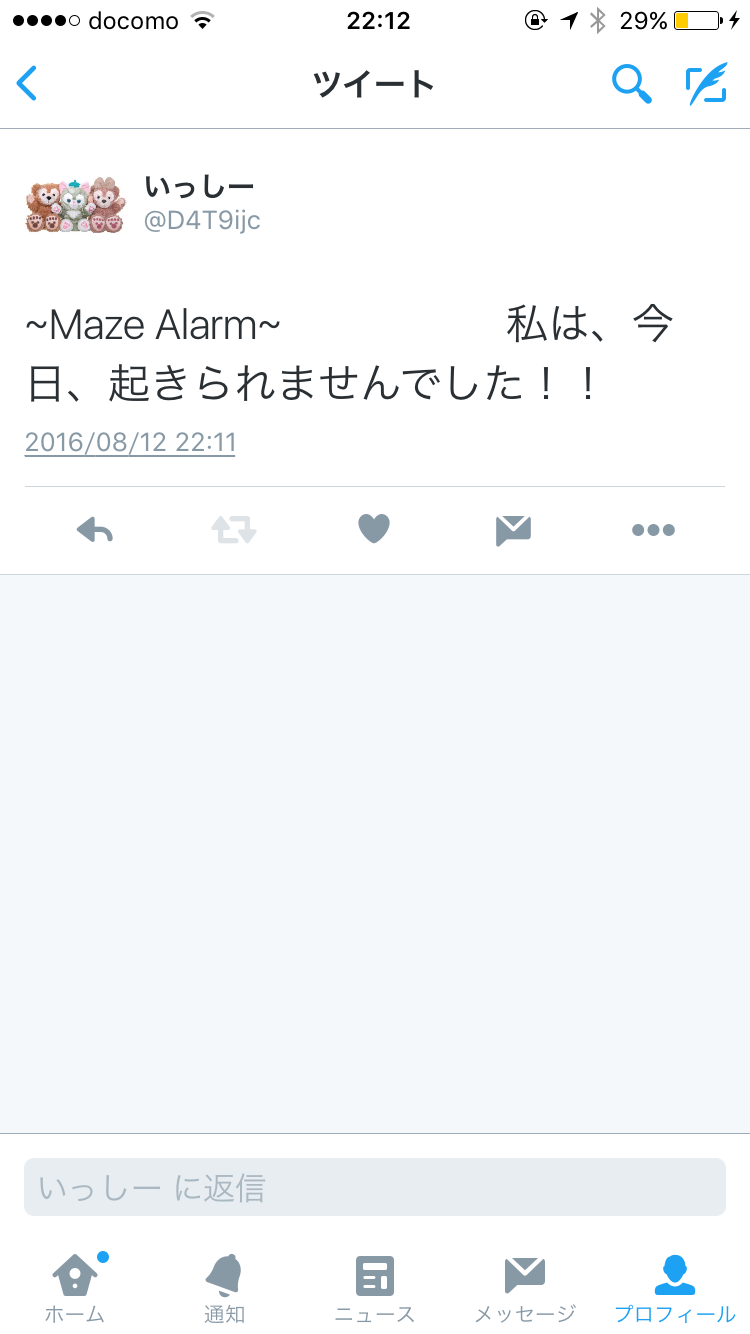 docomo 22:12 29%
ツイート
いっしー
@D4T9ijc
~Maze Alarm~　　　　　私は、今
日、起きられませんでした！！
2016/08/12 22:11
いっしー に返信
ホーム 通知 ニュース メッセージ プロフィール